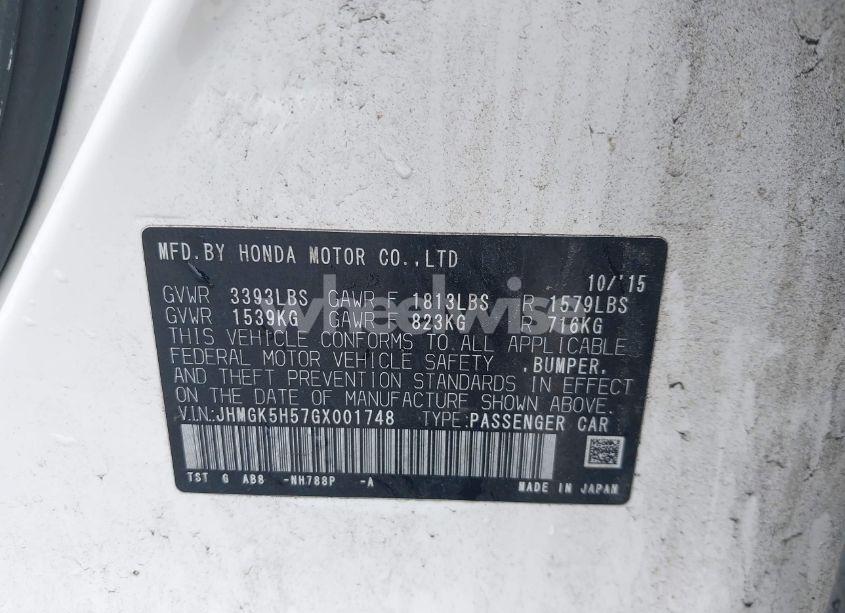 MFD.BY HONDA MOTOR CO.,LTD
10/'15
GVWR 3393LBS GAWR F 1813LBS R 1579LBS
GVWR 1539KG GAWR 823KG R 716KG
THIS VEHICLE CONFORMS TO ALL APPLICABLE
FEDERAL MOTOR VEHICLE SAFETY ,BUMPER,
AND THEFT PREVENTION STANDARDS IN EFFECT
ON THE DATE OF MANUFACTURE SHOWN ABOVE.
V.IN:JHMGK5H57GX001748 TYPE:PASSENGER CAR
TST G AB8 -NH788P -A MADE IN JAPAN